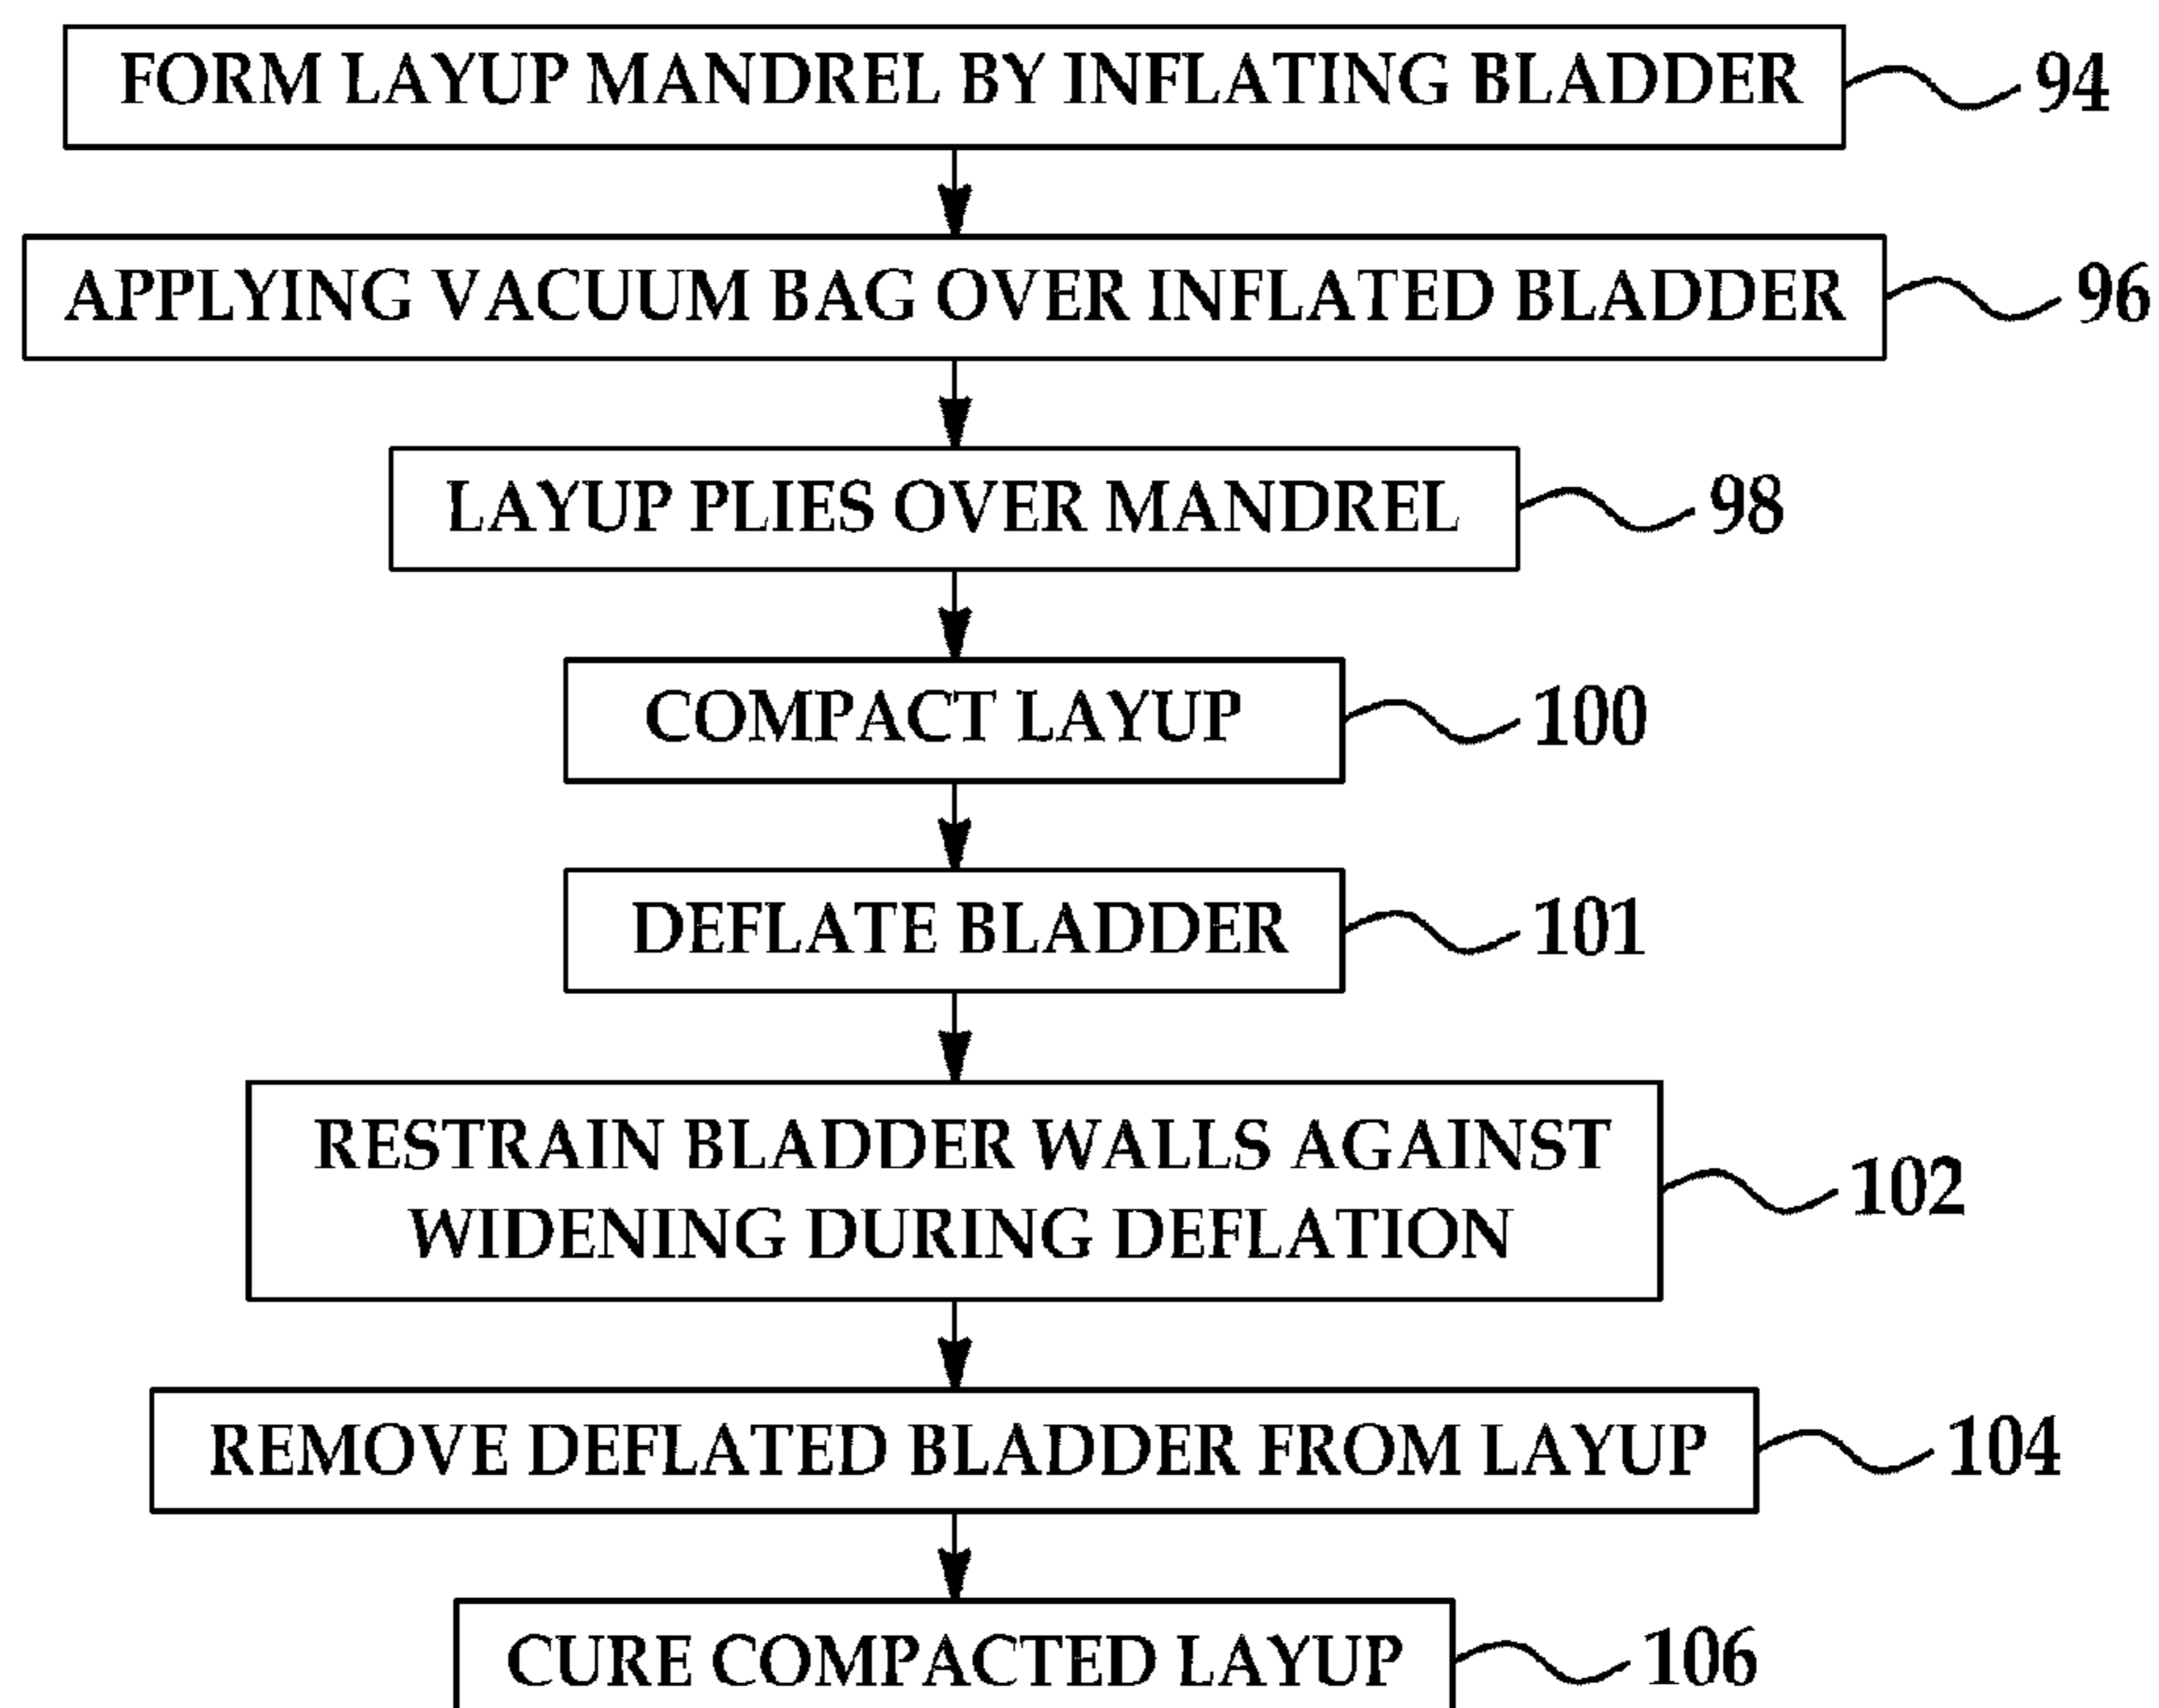 FORM LAYUP MANDREL BY INFLATING BLADDER 94
APPLYING VACUUM BAG OVER INFLATED BLADDER 96
LAYUP PLIES OVER MANDREL 98
COMPACT LAYUP 100
DEFLATE BLADDER 101
RESTRAIN BLADDER WALLS AGAINST
WIDENING DURING DEFLATION 102
REMOVE DEFLATED BLADDER FROM LAYUP 104
CURE COMPACTED LAYUP 106